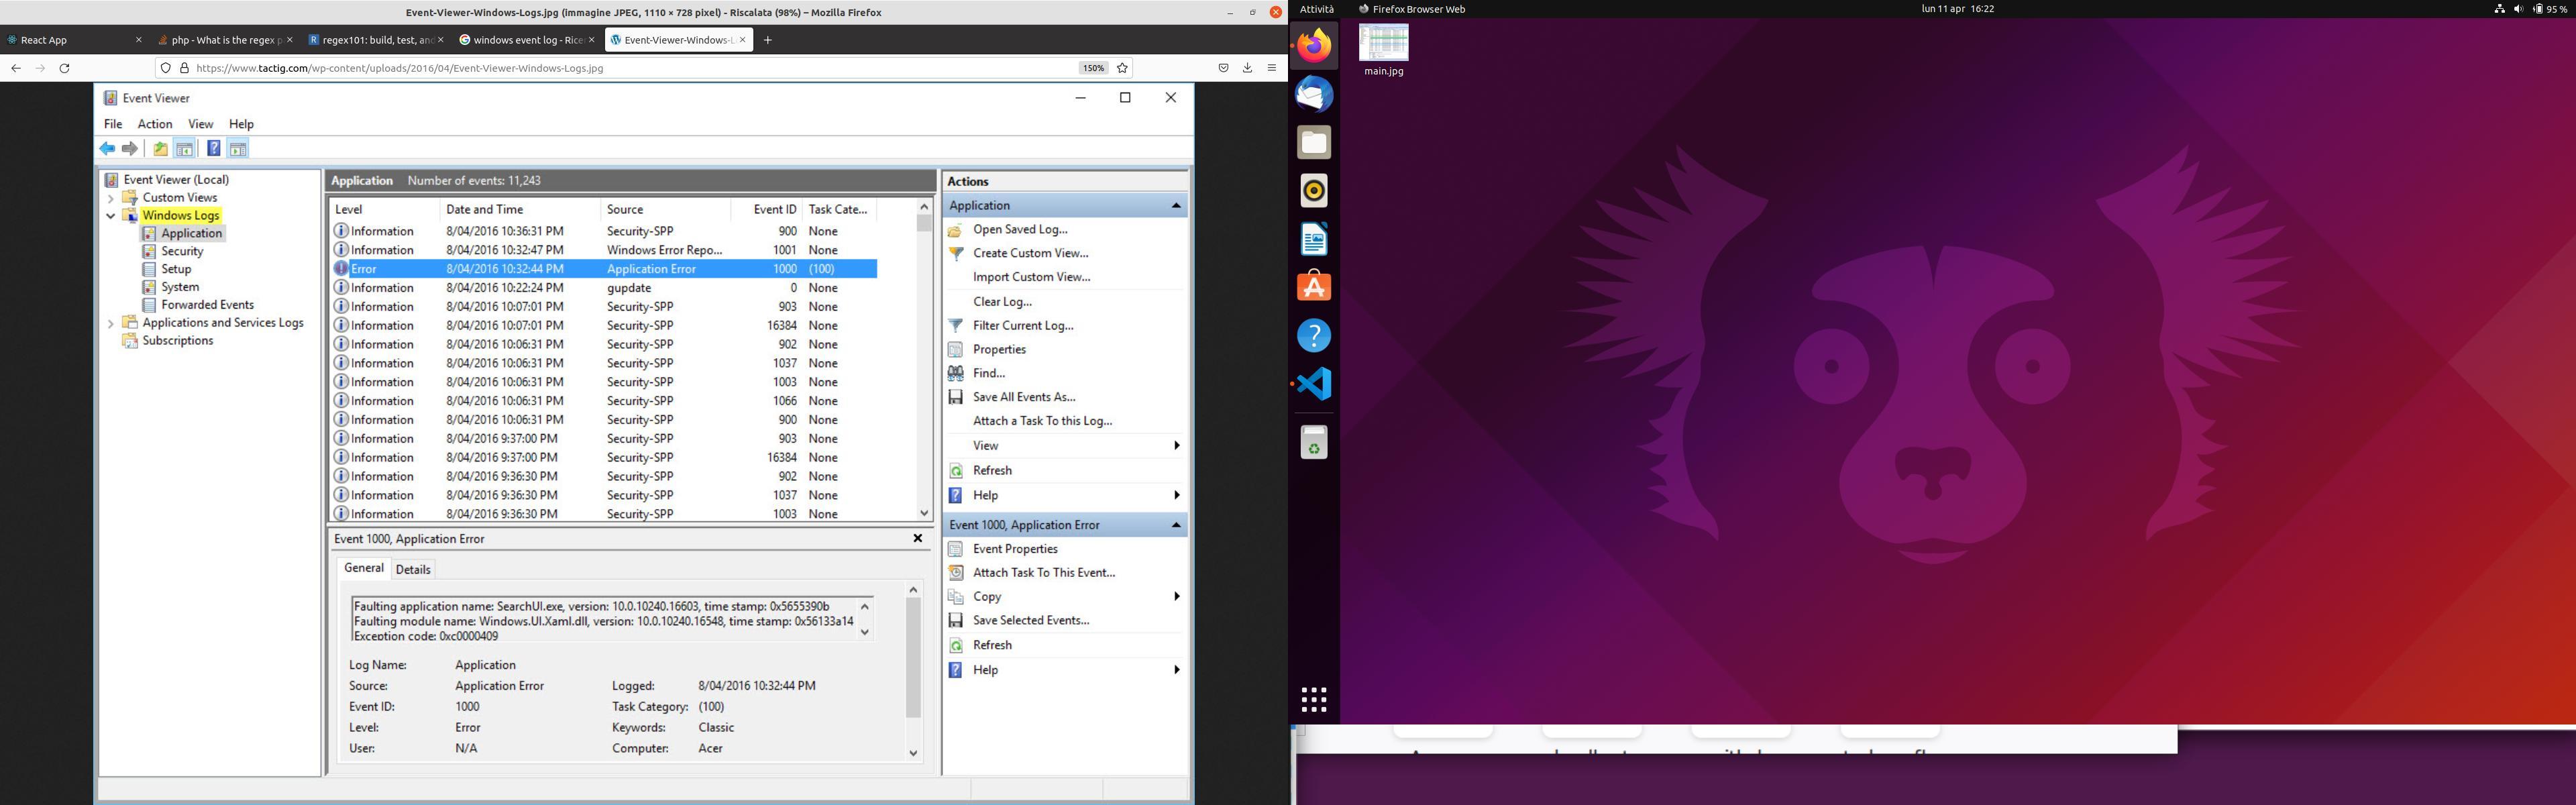 Event-Viewer-Windows-Logs.jpg (immagine JPEG, 1110 × 728 pixel) - Riscalata (98%) – Mozilla Firefox
React App
php - What is the regex p
regex101: build, test, an
windows event log - Rice
Event-Viewer-Windows-L
https://www.tactig.com/wp-content/uploads/2016/04/Event-Viewer-Windows-Logs.jpg
150%
Event Viewer
File Action View Help
Event Viewer (Local)
Custom Views
Windows Logs
Application
Security
Setup
System
Forwarded Events
Applications and Services Logs
Subscriptions
Application Number of events: 11,243
Level Date and Time Source Event ID Task Cate...
Information 8/04/2016 10:36:31 PM Security-SPP 900 None
Information 8/04/2016 10:32:47 PM Windows Error Repo... 1001 None
Error 8/04/2016 10:32:44 PM Application Error 1000 (100)
Information 8/04/2016 10:22:24 PM gupdate 0 None
Information 8/04/2016 10:07:01 PM Security-SPP 903 None
Information 8/04/2016 10:07:01 PM Security-SPP 16384 None
Information 8/04/2016 10:06:31 PM Security-SPP 902 None
Information 8/04/2016 10:06:31 PM Security-SPP 1037 None
Information 8/04/2016 10:06:31 PM Security-SPP 1003 None
Information 8/04/2016 10:06:31 PM Security-SPP 1066 None
Information 8/04/2016 10:06:31 PM Security-SPP 900 None
Information 8/04/2016 9:37:00 PM Security-SPP 903 None
Information 8/04/2016 9:37:00 PM Security-SPP 16384 None
Information 8/04/2016 9:36:30 PM Security-SPP 902 None
Information 8/04/2016 9:36:30 PM Security-SPP 1037 None
Information 8/04/2016 9:36:30 PM Security-SPP 1003 None
Event 1000, Application Error
General Details
Faulting application name: SearchUI.exe, version: 10.0.10240.16603, time stamp: 0x5655390b
Faulting module name: Windows.UI.Xaml.dll, version: 10.0.10240.16548, time stamp: 0x56133a14
Exception code: 0xc0000409
Log Name: Application
Source: Application Error Logged: 8/04/2016 10:32:44 PM
Event ID: 1000 Task Category: (100)
Level: Error Keywords: Classic
User: N/A Computer: Acer
Actions
Application
Open Saved Log...
Create Custom View...
Import Custom View...
Clear Log...
Filter Current Log...
Properties
Find...
Save All Events As...
Attach a Task To this Log...
View
Refresh
Help
Event 1000, Application Error
Event Properties
Attach Task To This Event...
Copy
Save Selected Events...
Refresh
Help
Attività Firefox Browser Web lun 11 apr 16:22 95 %
main.jpg